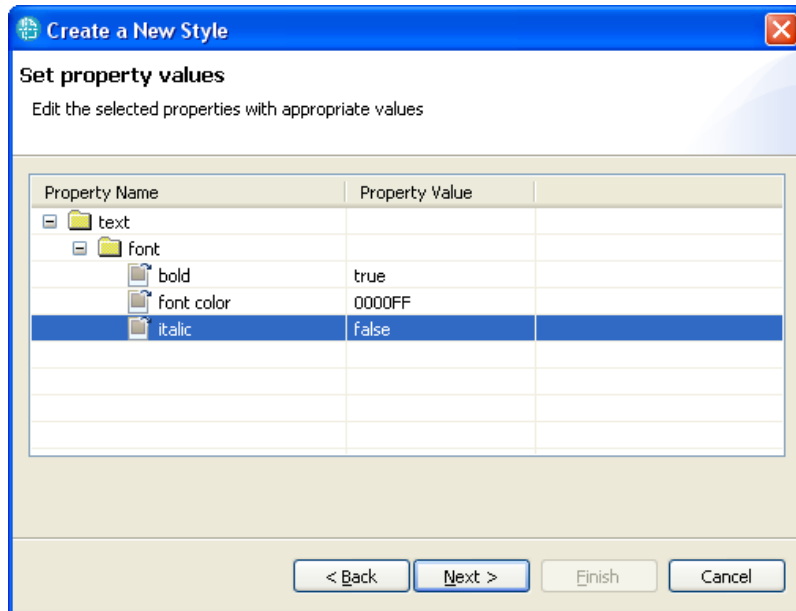 Create a New Style
Set property values
Edit the selected properties with appropriate values
Property Name Property Value
text
font
bold true
font color 0000FF
italic false
< Back Next > Finish Cancel